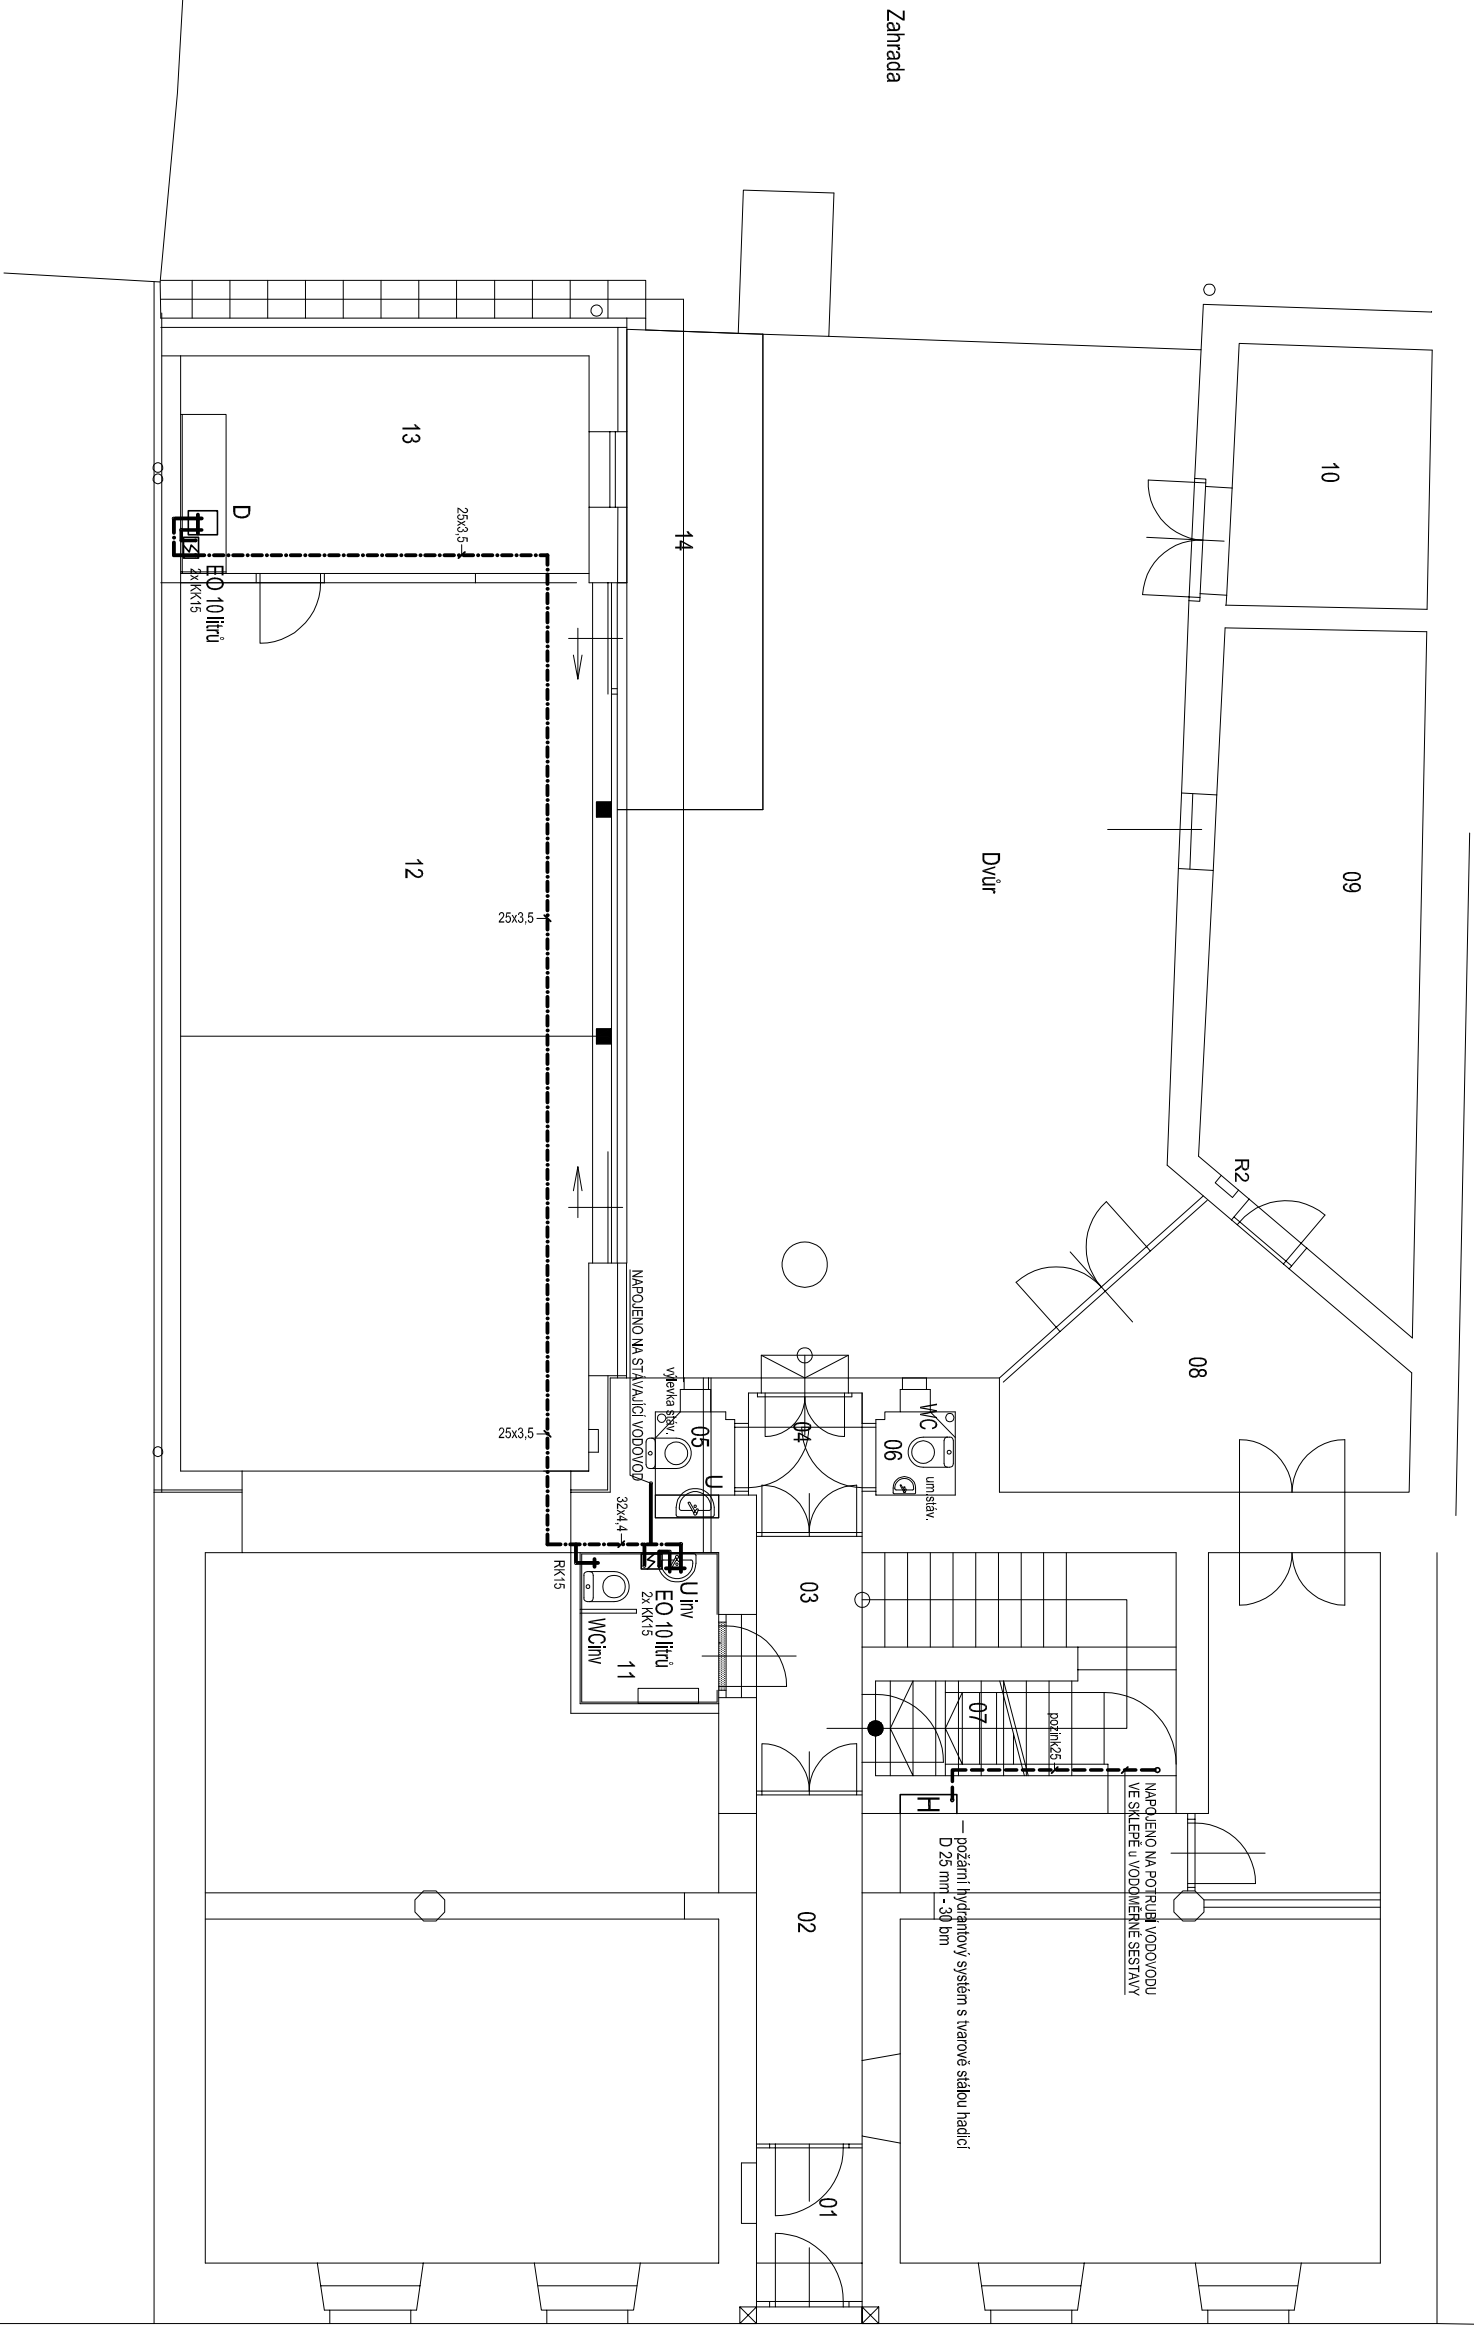 Zahrada
10
13
D
25x3,5
14
EO 10 litrů
2x KK15
09
Dvůr
12
25x3,5
R2
08
NAPOJENO NA STÁVAJÍCÍ VODOVOD
výlevka stáv.
05
04
WC
06
um.stáv.
U
25x3,5
32x4,4
RK15
U inv
EO 10 litrů
2x KK15
WCinv
11
03
07
pozink25
H
NAPOJENO NA POTRUBÍ VODOVODU
VE SKLEPĚ u VODOMĚRNÉ SESTAVY
požární hydrantový systém s tvarově stálou hadicí
D 25 mm - 30 bm
02
01